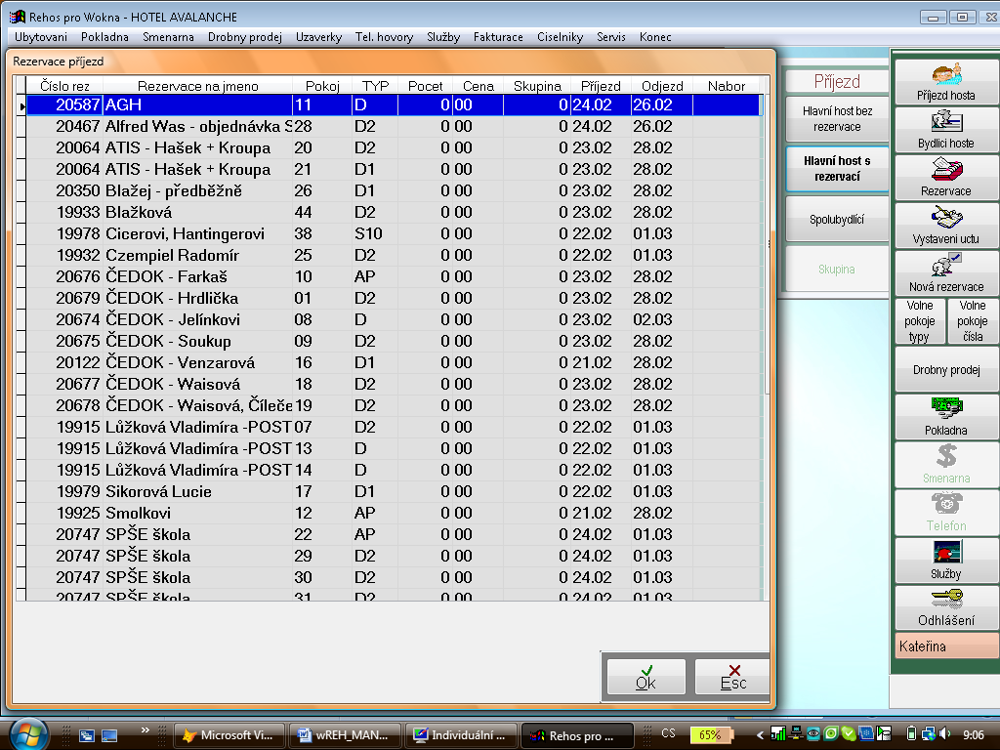 Rehos pro Wokna - HOTEL AVALANCHE
Ubytovani Pokladna Smenarna Drobny prodej Uzaverky Tel. hovory Služby Fakturace Ciselniky Servis Konec
Rezervace příjezd
Číslo rez Rezervace na jmeno Pokoj TYP Pocet Cena Skupina Příjezd Odjezd Nabor
20587 AGH 11 D 0 00 0 24.02 26.02
20467 Alfred Was - objednávka S 28 D2 0 00 0 24.02 26.02
20064 ATIS - Hašek + Kroupa 20 D2 0 00 0 23.02 28.02
20064 ATIS - Hašek + Kroupa 21 D1 0 00 0 23.02 28.02
20350 Blažej - předběžně 26 D1 0 00 0 23.02 28.02
19933 Blažková 44 D2 0 00 0 23.02 28.02
19978 Cicerovi, Hantingerovi 38 S10 0 00 0 22.02 01.03
19932 Czempiel Radomír 25 D2 0 00 0 22.02 01.03
20676 ČEDOK - Farkaš 10 AP 0 00 0 23.02 28.02
20679 ČEDOK - Hrdlička 01 D2 0 00 0 23.02 28.02
20674 ČEDOK - Jelínkovi 08 D 0 00 0 23.02 02.03
20675 ČEDOK - Soukup 09 D2 0 00 0 23.02 28.02
20122 ČEDOK - Venzarová 16 D1 0 00 0 21.02 28.02
20677 ČEDOK - Waisová 18 D2 0 00 0 23.02 28.02
20678 ČEDOK - Waisová, Číleče 19 D2 0 00 0 23.02 28.02
19915 Lůžková Vladimíra -POST 07 D2 0 00 0 22.02 01.03
19915 Lůžková Vladimíra -POST 13 D 0 00 0 22.02 01.03
19915 Lůžková Vladimíra -POST 14 D 0 00 0 22.02 01.03
19979 Sikorová Lucie 17 D1 0 00 0 22.02 01.03
19925 Smolkovi 12 AP 0 00 0 21.02 28.02
20747 SPŠE škola 22 AP 0 00 0 24.02 01.03
20747 SPŠE škola 29 D2 0 00 0 24.02 01.03
20747 SPŠE škola 30 D2 0 00 0 24.02 01.03
20747 SPŠE škola 31 D2 0 00 0 24.02 01.03
Ok
Esc
Příjezd
Hlavní host bez
rezervace
Hlavní host s
rezervací
Spolubydlící
Skupina
Příjezd hosta
Bydlici hoste
Rezervace
Vystaveni uctu
Nová rezervace
Volne
pokoje
typy
Volne
pokoje
čísla
Drobny prodej
Pokladna
Smenarna
Telefon
Služby
Odhlášení
Kateřina
Microsoft Vi...
wREH_MAN...
Individuální ...
Rehos pro ...
CS
65%
9:06